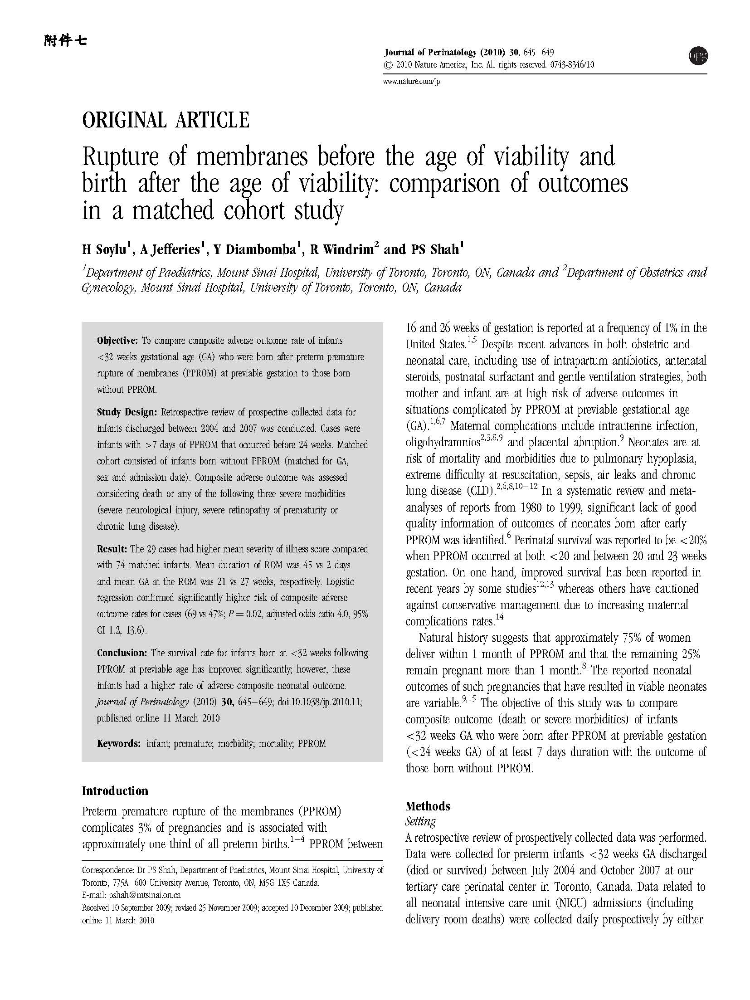 附件七
Journal of Perinatology (2010) 30, 645 649
© 2010 Nature America, Inc. All rights reserved. 0743-8346/10
npg
www.nature.com/jp
ORIGINAL ARTICLE
Rupture of membranes before the age of viability and
birth after the age of viability: comparison of outcomes
in a matched cohort study
H Soylu1, A Jefferies1, Y Diambomba1, R Windrim2 and PS Shah1
1Department of Paediatrics, Mount Sinai Hospital, University of Toronto, Toronto, ON, Canada and 2Department of Obstetrics and
Gynecology, Mount Sinai Hospital, University of Toronto, Toronto, ON, Canada
Objective: To compare composite adverse outcome rate of infants
<32 weeks gestational age (GA) who were born after preterm premature
rupture of membranes (PPROM) at previable gestation to those born
without PPROM.
Study Design: Retrospective review of prospective collected data for
infants discharged between 2004 and 2007 was conducted. Cases were
infants with >7 days of PPROM that occurred before 24 weeks. Matched
cohort consisted of infants born without PPROM (matched for GA,
sex and admission date). Composite adverse outcome was assessed
considering death or any of the following three severe morbidities
(severe neurological injury, severe retinopathy of prematurity or
chronic lung disease).
Result: The 29 cases had higher mean severity of illness score compared
with 74 matched infants. Mean duration of ROM was 45 vs 2 days
and mean GA at the ROM was 21 vs 27 weeks, respectively. Logistic
regression confirmed significantly higher risk of composite adverse
outcome rates for cases (69 vs 47%; P = 0.02, adjusted odds ratio 4.0, 95%
CI 1.2, 13.6).
Conclusion: The survival rate for infants born at <32 weeks following
PPROM at previable age has improved significantly; however, these
infants had a higher rate of adverse composite neonatal outcome.
Journal of Perinatology (2010) 30, 645–649; doi:10.1038/jp.2010.11;
published online 11 March 2010
Keywords: infant; premature; morbidity; mortality; PPROM
Introduction
Preterm premature rupture of the membranes (PPROM)
complicates 3% of pregnancies and is associated with
approximately one third of all preterm births.1–4 PPROM between
Correspondence: Dr PS Shah, Department of Paediatrics, Mount Sinai Hospital, University of
Toronto, 775A 600 University Avenue, Toronto, ON, M5G 1X5 Canada.
E-mail: pshah@mtsinai.on.ca
Received 10 September 2009; revised 25 November 2009; accepted 10 December 2009; published
online 11 March 2010
16 and 26 weeks of gestation is reported at a frequency of 1% in the
United States.1,5 Despite recent advances in both obstetric and
neonatal care, including use of intrapartum antibiotics, antenatal
steroids, postnatal surfactant and gentle ventilation strategies, both
mother and infant are at high risk of adverse outcomes in
situations complicated by PPROM at previable gestational age
(GA).1,6,7 Maternal complications include intrauterine infection,
oligohydramnios2,3,8,9 and placental abruption.9 Neonates are at
risk of mortality and morbidities due to pulmonary hypoplasia,
extreme difficulty at resuscitation, sepsis, air leaks and chronic
lung disease (CLD).2,6,8,10–12 In a systematic review and meta-
analyses of reports from 1980 to 1999, significant lack of good
quality information of outcomes of neonates born after early
PPROM was identified.6 Perinatal survival was reported to be <20%
when PPROM occurred at both <20 and between 20 and 23 weeks
gestation. On one hand, improved survival has been reported in
recent years by some studies12,13 whereas others have cautioned
against conservative management due to increasing maternal
complications rates.14
Natural history suggests that approximately 75% of women
deliver within 1 month of PPROM and that the remaining 25%
remain pregnant more than 1 month.8 The reported neonatal
outcomes of such pregnancies that have resulted in viable neonates
are variable.9,15 The objective of this study was to compare
composite outcome (death or severe morbidities) of infants
<32 weeks GA who were born after PPROM at previable gestation
(<24 weeks GA) of at least 7 days duration with the outcome of
those born without PPROM.
Methods
Setting
A retrospective review of prospectively collected data was performed.
Data were collected for preterm infants <32 weeks GA discharged
(died or survived) between July 2004 and October 2007 at our
tertiary care perinatal center in Toronto, Canada. Data related to
all neonatal intensive care unit (NICU) admissions (including
delivery room deaths) were collected daily prospectively by either